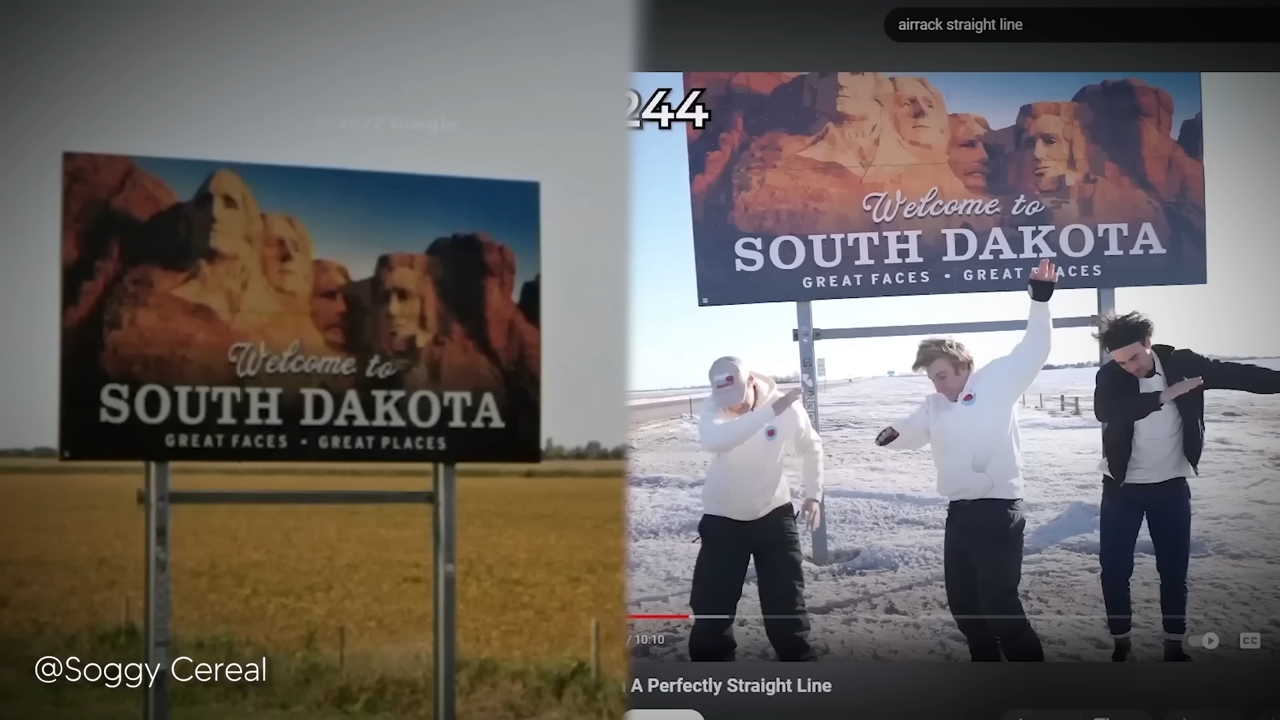 Welcome to
SOUTH DAKOTA
GREAT FACES • GREAT PLACES
@Soggy Cereal
airrack straight line
244
Welcome to
SOUTH DAKOTA
GREAT FACES • GREAT
/ 10:10
CC
A Perfectly Straight Line